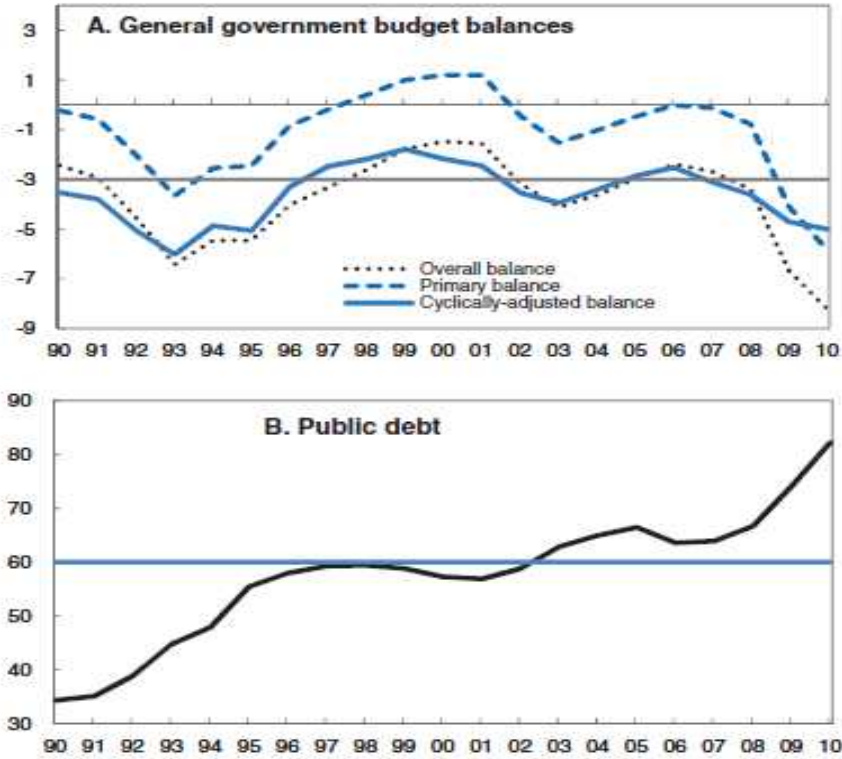 A. General government budget balances
3
1
-1
-3
-5
-7
-9
Overall balance
Primary balance
Cyclically-adjusted balance
90 91 92 93 94 95 96 97 98 99 00 01 02 03 04 05 06 07 08 09 10
B. Public debt
90
80
70
60
50
40
30
90 91 92 93 94 95 96 97 98 99 00 01 02 03 04 05 06 07 08 09 10